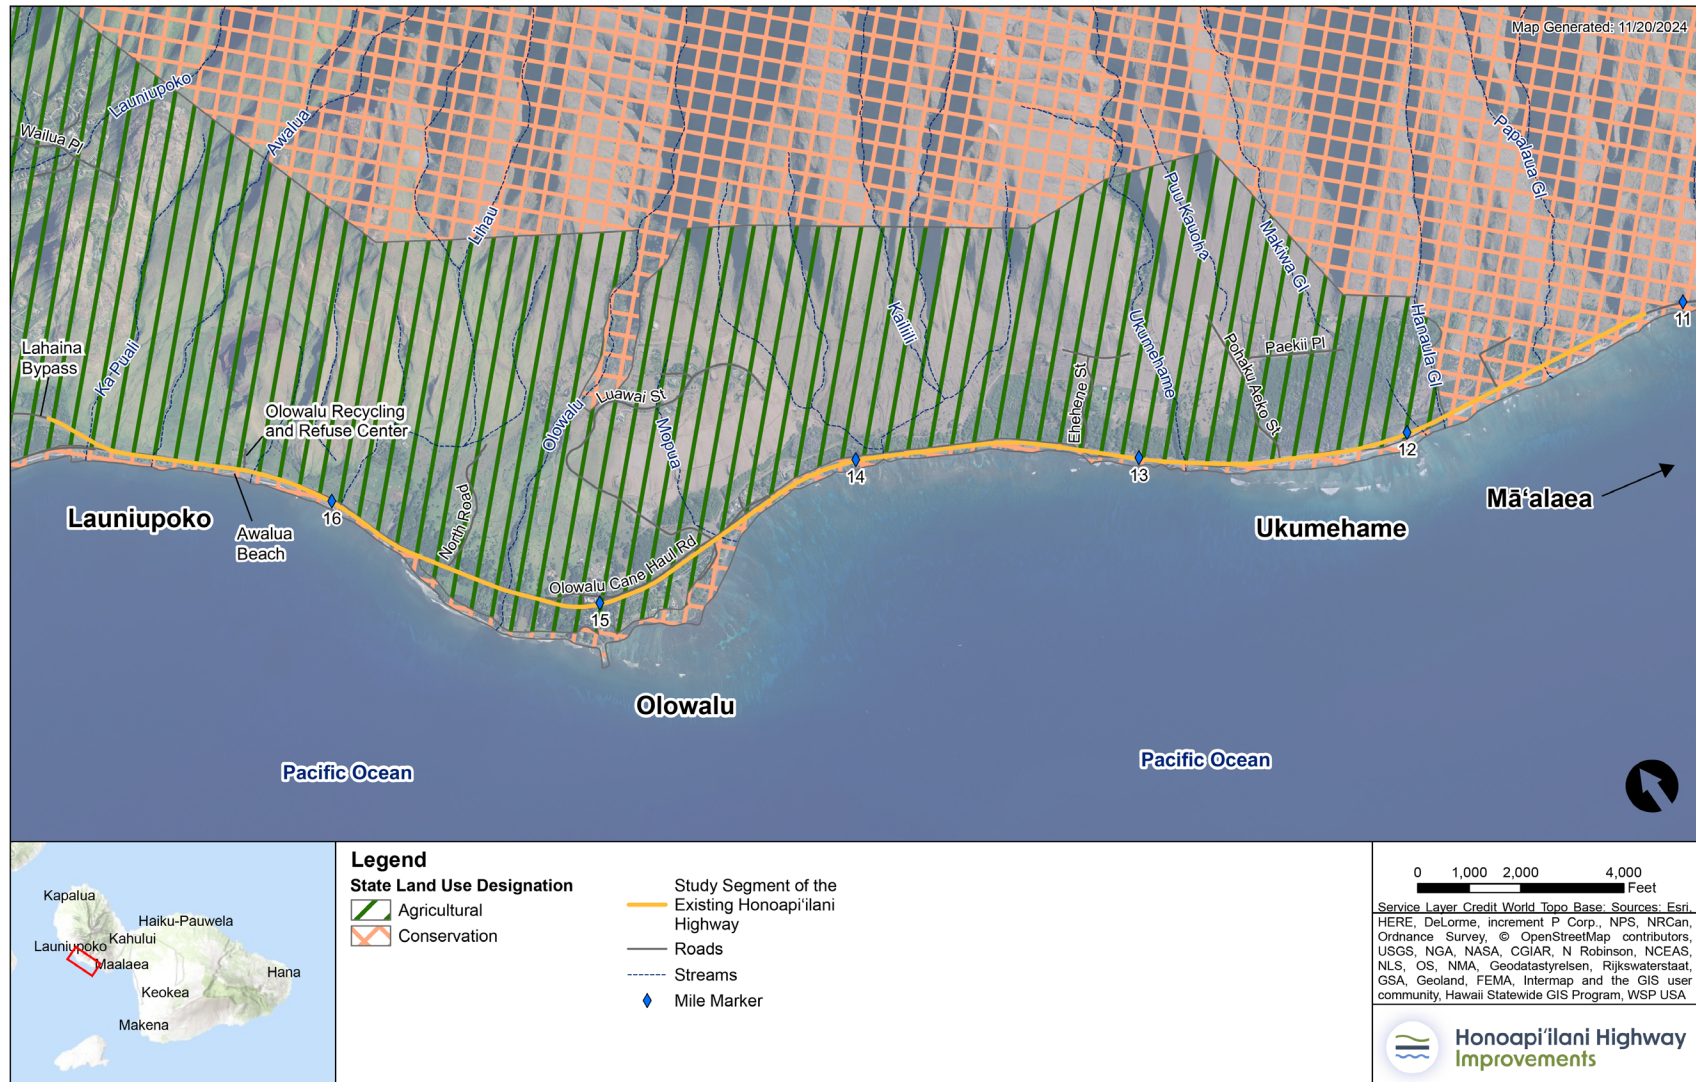 Map Generated: 11/20/2024
Launiupoko
Wailua Pl
Awalua
Lihau
Papalaua Gl
Puu Kauoha
Makiwa Gl
Kailiili
Ukumehame
Hanaula Gl
11
Lahaina
Bypass
Ka Puali
Paekii Pl
Pohaku Aeko St
Ehehene St
Luawai St
Olowalu
Mopua
Olowalu Recycling
and Refuse Center
12
13
14
Launiupoko
16
Awalua
Beach
North Road
Olowalu Cane Haul Rd
15
Ukumehame
Māʻalaea
Olowalu
Pacific Ocean
Pacific Ocean
Kapalua
Haiku-Pauwela
Kahului
Launiupoko
Maalaea
Hana
Keokea
Makena
Legend
State Land Use Designation
Agricultural
Conservation
Study Segment of the
Existing Honoapiʻilani
Highway
Roads
Streams
Mile Marker
0 1,000 2,000 4,000
Feet
Service Layer Credit World Topo Base: Sources: Esri,
HERE, DeLorme, increment P Corp., NPS, NRCan,
Ordnance Survey, © OpenStreetMap contributors,
USGS, NGA, NASA, CGIAR, N Robinson, NCEAS,
NLS, OS, NMA, Geodatastyrelsen, Rijkswaterstaat,
GSA, Geoland, FEMA, Intermap and the GIS user
community, Hawaii Statewide GIS Program, WSP USA
Honoapiʻilani Highway
Improvements